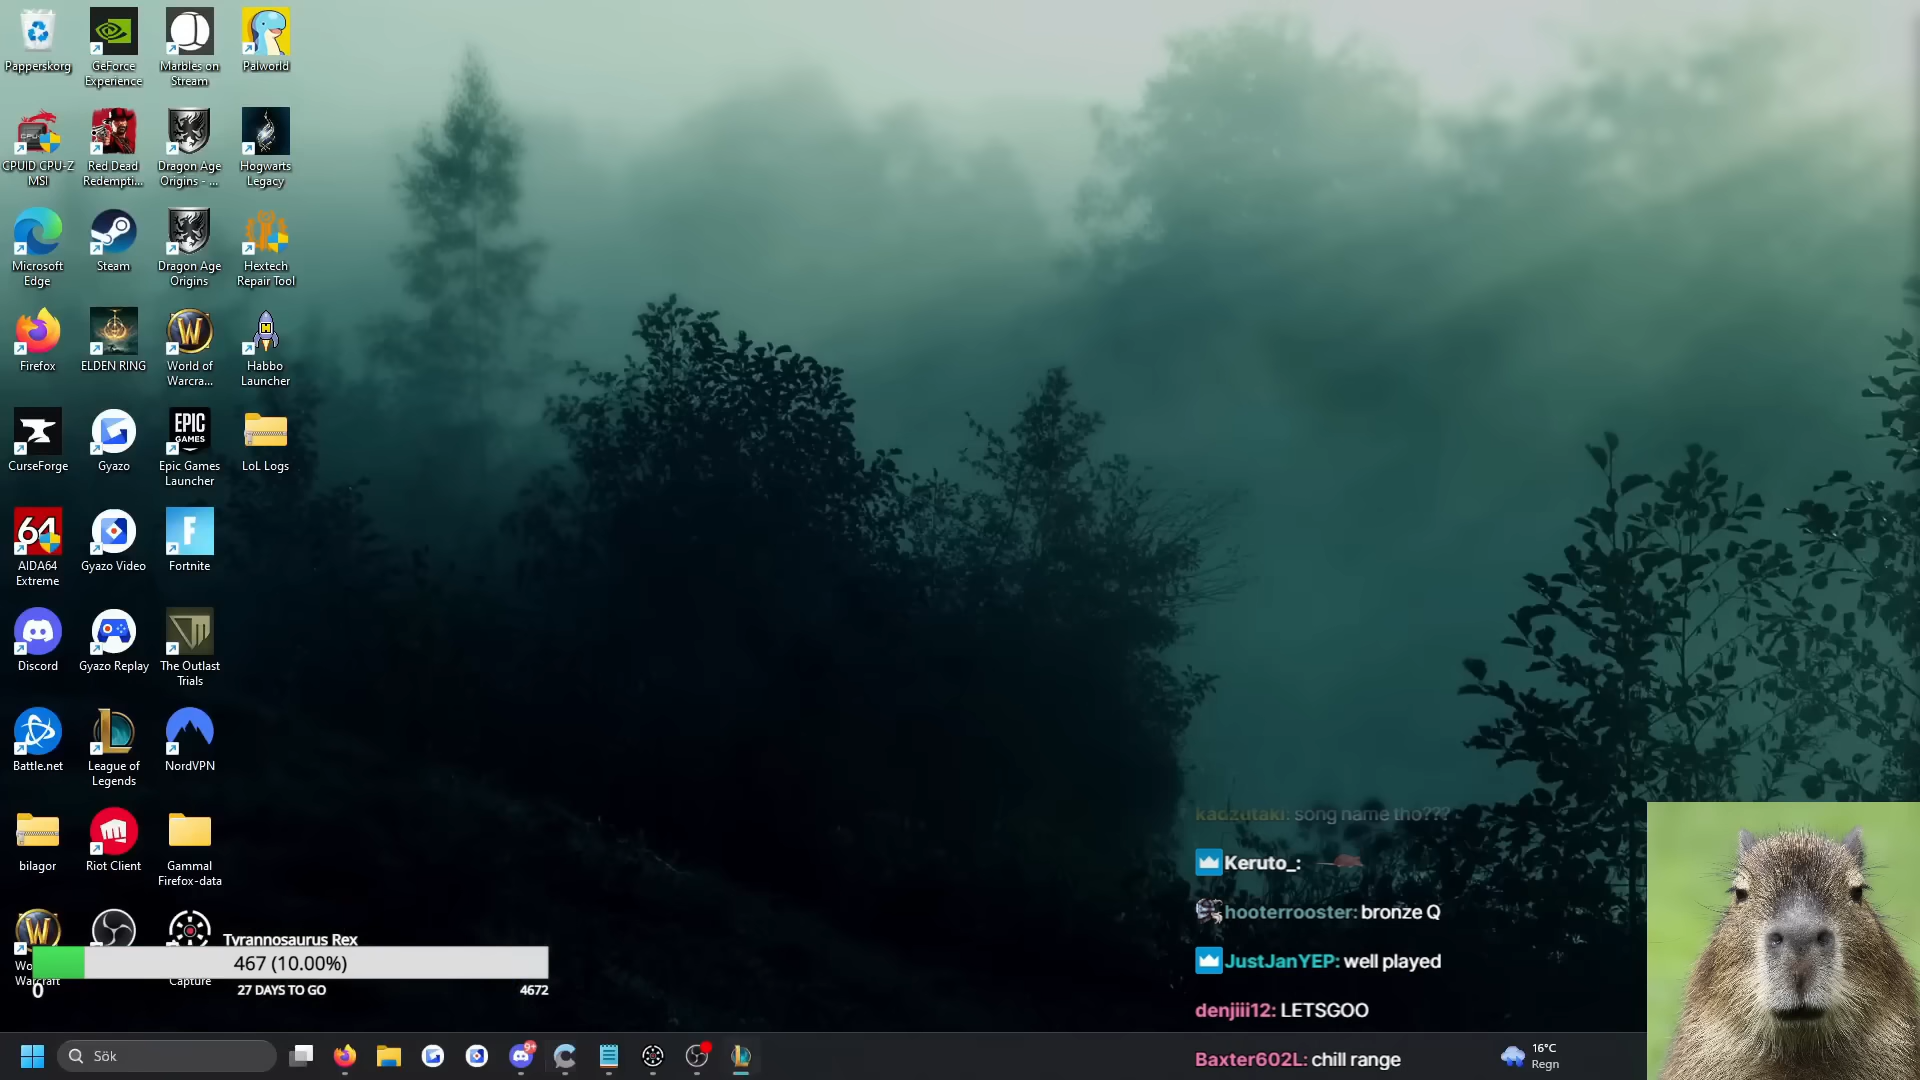 Papperskorg
GeForce
Experience
Marbles on
Stream
Palworld
CPUID CPU-Z
MSI
Red Dead
Redempti...
Dragon Age
Origins - ...
Hogwarts
Legacy
Microsoft
Edge
Steam
Dragon Age
Origins
Hextech
Repair Tool
Firefox
ELDEN RING
World of
Warcra...
Habbo
Launcher
CurseForge
Gyazo
EPIC
GAMES
Epic Games
Launcher
LoL Logs
64
AIDA64
Extreme
Gyazo Video
Fortnite
Discord
Gyazo Replay
The Outlast
Trials
Battle.net
League of
Legends
NordVPN
bilagor
Riot Client
Gammal
Firefox-data
Warcraft
Capture
Tyrannosaurus Rex
467 (10.00%)
0
27 DAYS TO GO
4672
kadzutaki: song name tho???
Keruto_:
hooterrooster: bronze Q
JustJanYEP: well played
denjiii12: LETSGOO
Baxter602L: chill range
Sök
9+
16°C
Regn